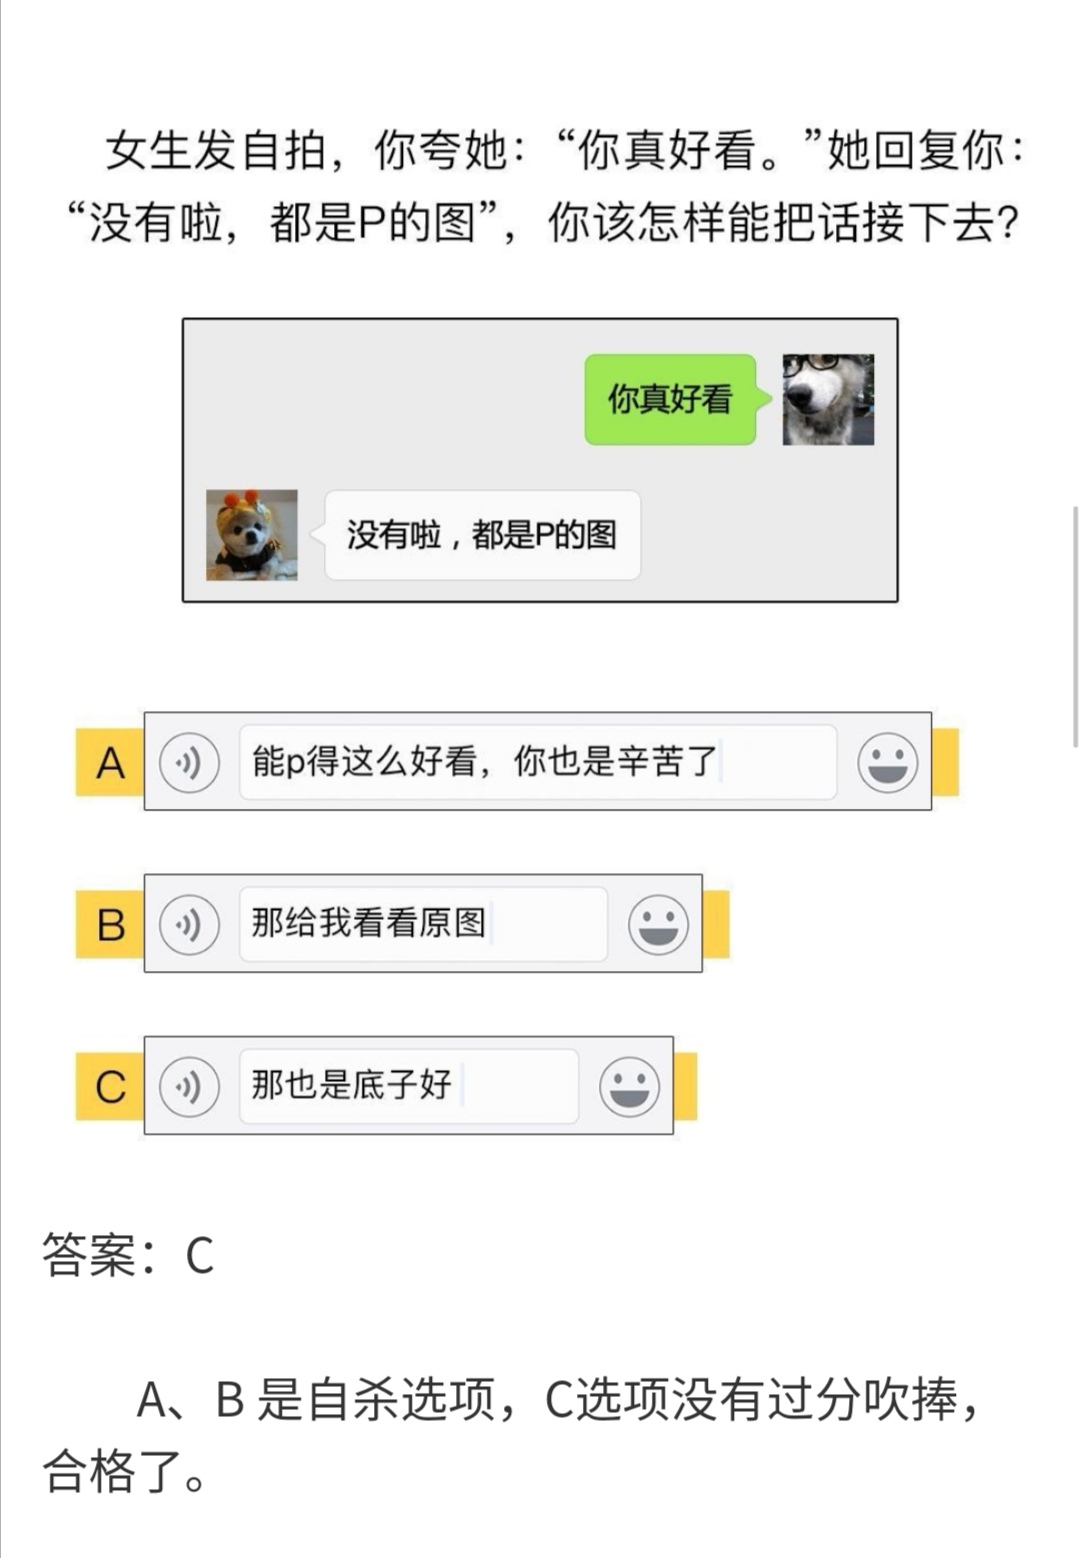 女生发自拍，你夸她：“你真好看。”她回复你：
“没有啦，都是P的图”，你该怎样能把话接下去？
你真好看
没有啦，都是P的图
A 能p得这么好看，你也是辛苦了
B 那给我看看原图
C 那也是底子好
答案：C
A、B 是自杀选项，C选项没有过分吹捧，
合格了。